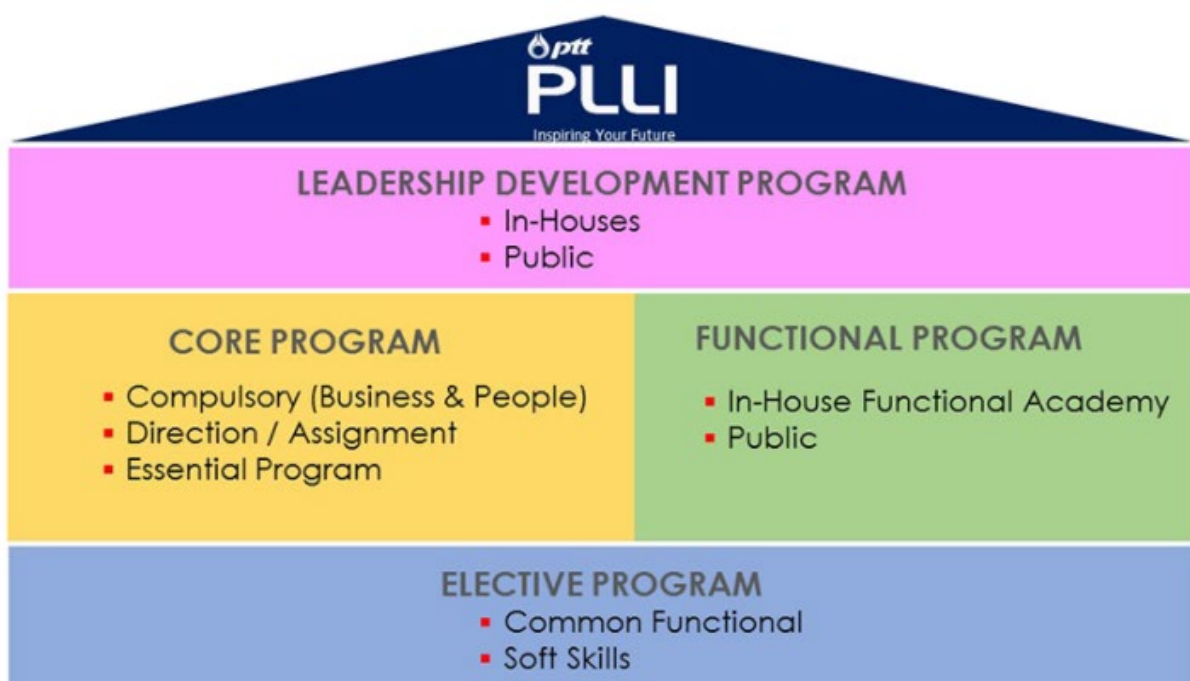 ptt
PLLI
Inspiring Your Future
LEADERSHIP DEVELOPMENT PROGRAM
▪ In-Houses
▪ Public
CORE PROGRAM
▪ Compulsory (Business & People)
▪ Direction / Assignment
▪ Essential Program
FUNCTIONAL PROGRAM
▪ In-House Functional Academy
▪ Public
ELECTIVE PROGRAM
▪ Common Functional
▪ Soft Skills